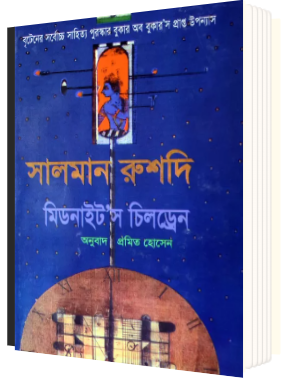 বৃটেনের সর্বোচ্চ সাহিত্য পুরস্কার বুকার অব বুকার'স প্রাপ্ত উপন্যাস
সালমান রুশদি
মিডনাইট'স চিলড্রেন
অনুবাদ প্রমিত হোসেন